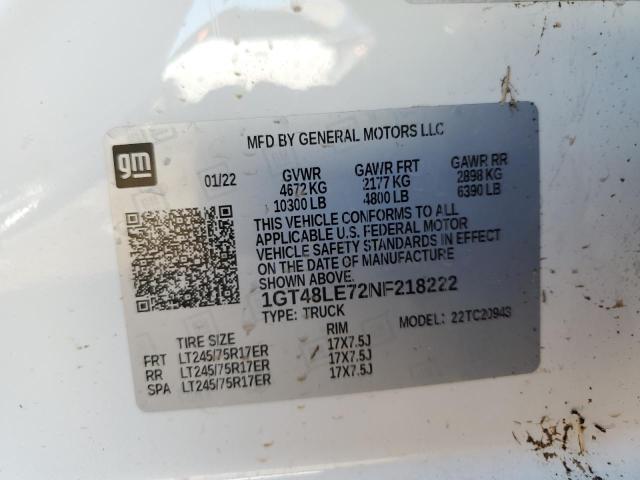 MFD BY GENERAL MOTORS LLC
gm
01/22 GVWR GAWR FRT GAWR RR
4672 KG 2177 KG 2898 KG
10300 LB 4800 LB 6390 LB
THIS VEHICLE CONFORMS TO ALL
APPLICABLE U.S. FEDERAL MOTOR
VEHICLE SAFETY STANDARDS IN EFFECT
ON THE DATE OF MANUFACTURE
SHOWN ABOVE.
1GT48LE72NF218222
TYPE: TRUCK MODEL: 22TC20943
TIRE SIZE RIM
FRT LT245/75R17ER 17X7.5J
RR LT245/75R17ER 17X7.5J
SPA LT245/75R17ER 17X7.5J